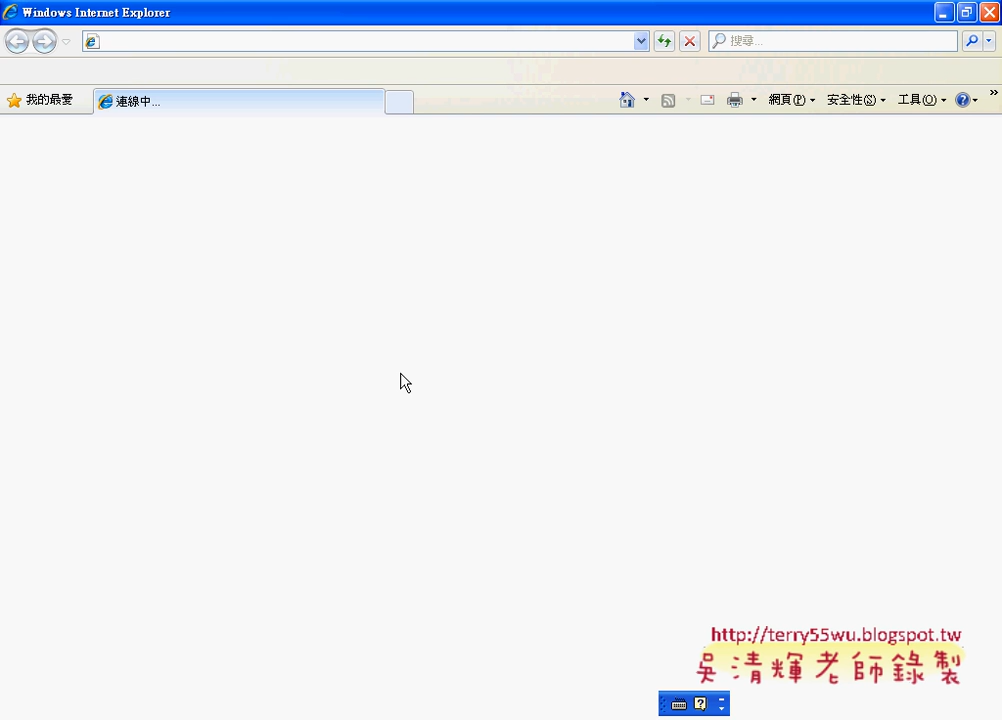 Windows Internet Explorer
搜尋...
我的最愛
連線中...
網頁(P)
安全性(S)
工具(O)
http://terry55wu.blogspot.tw
吳清輝老師錄製